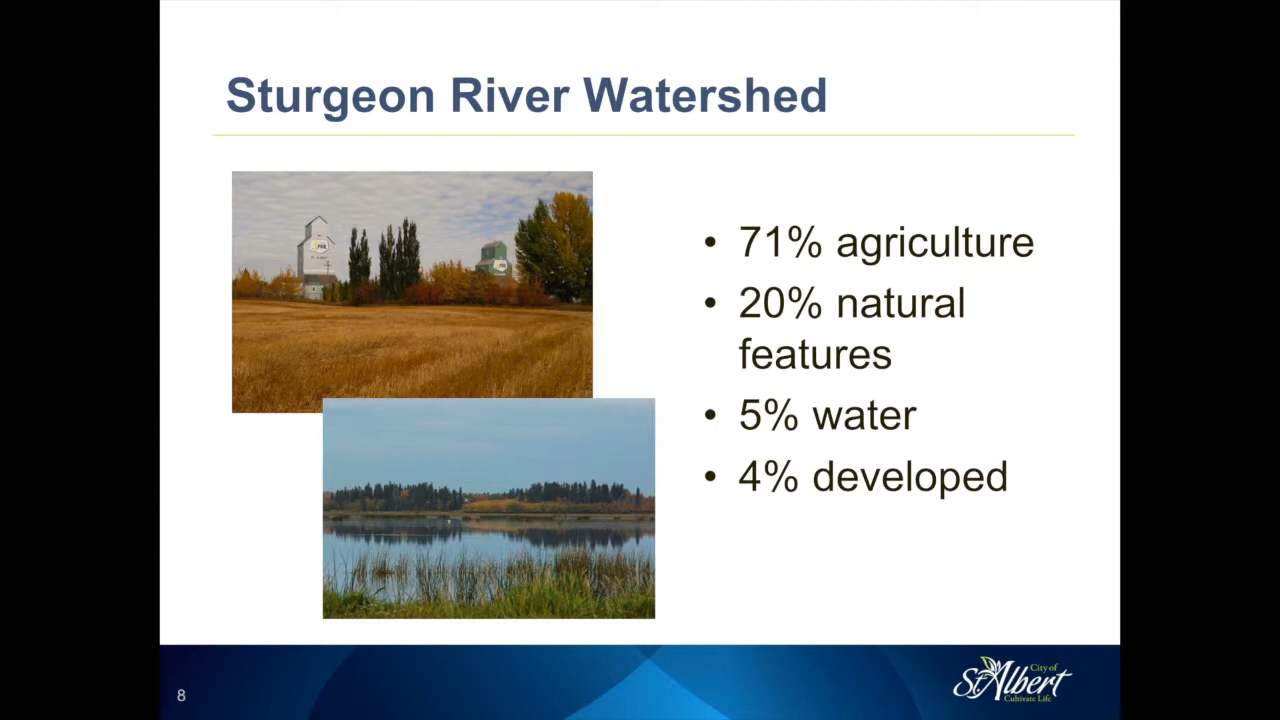 Sturgeon River Watershed
• 71% agriculture
• 20% natural
features
• 5% water
• 4% developed
8
City of
St Albert
Cultivate Life